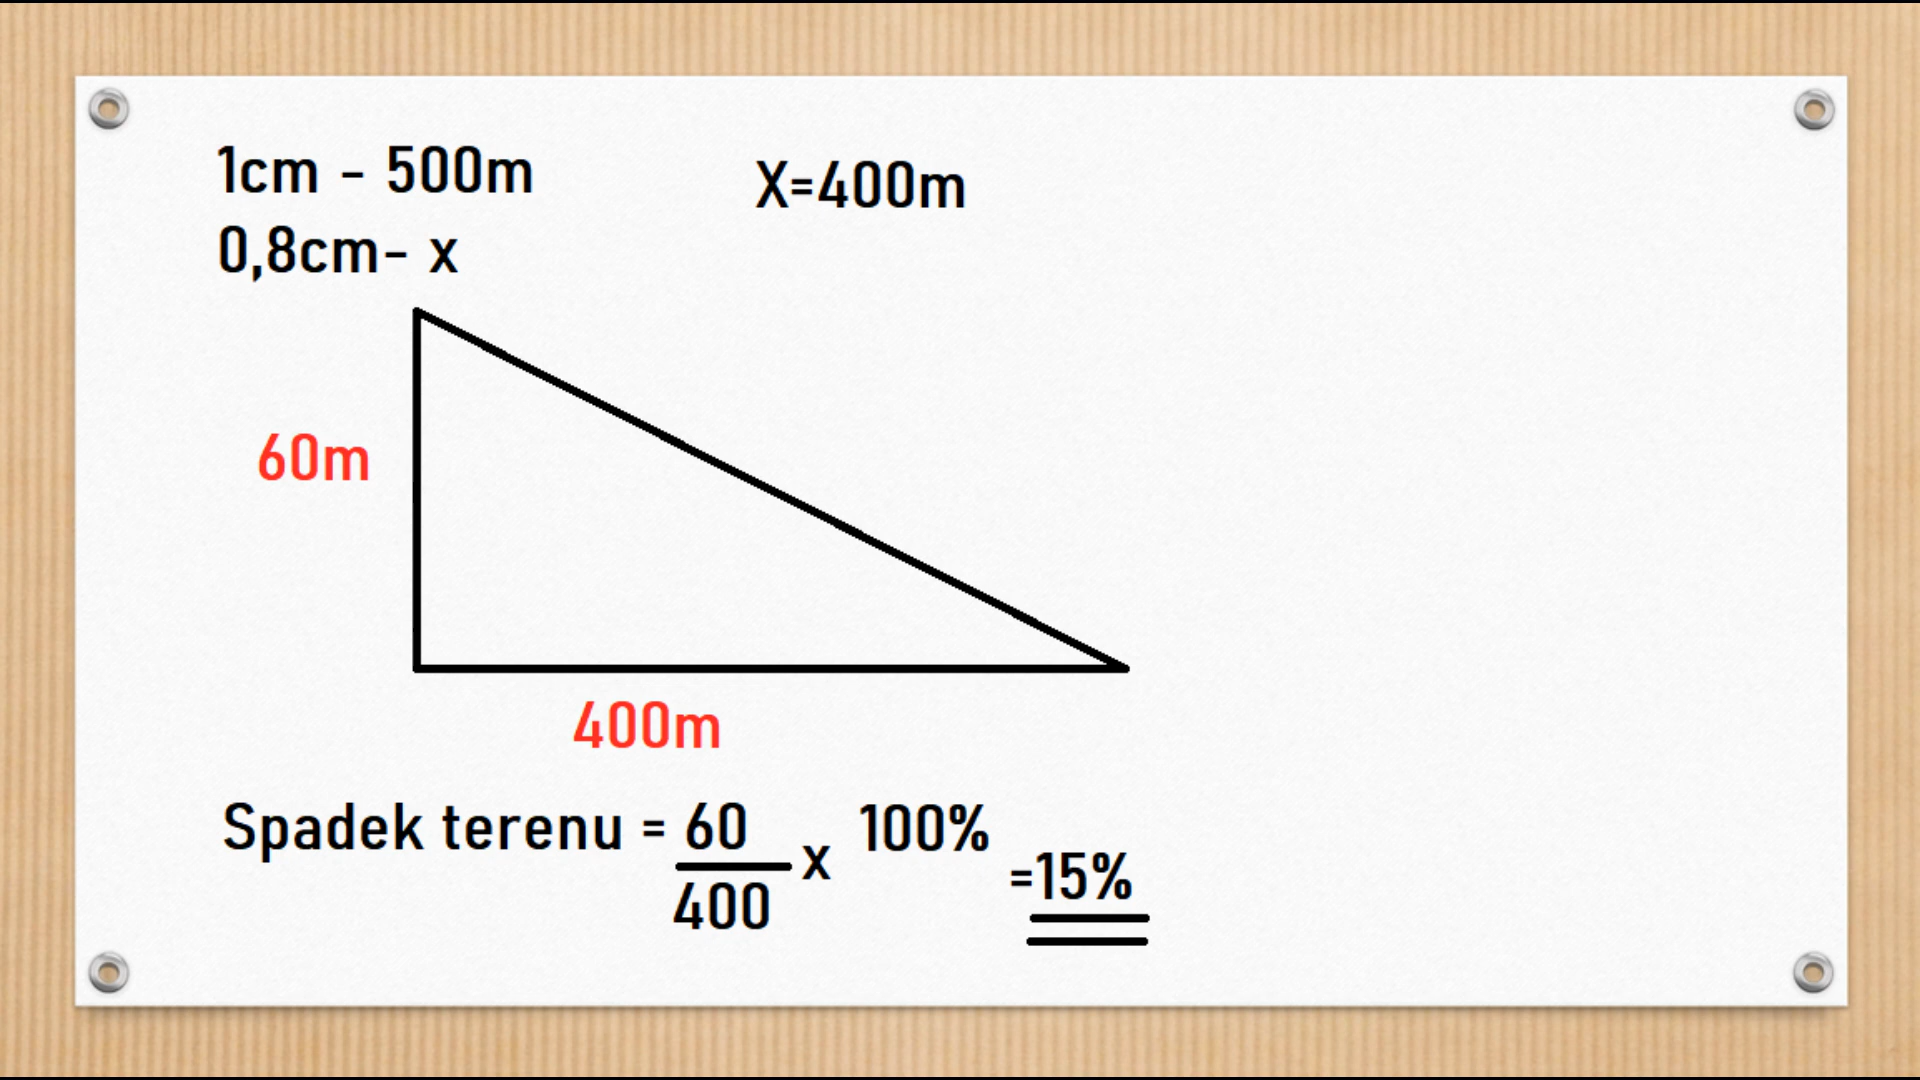 1cm - 500m
X=400m
0,8cm- x
60m
400m
Spadek terenu = 60
x 100%
400
=15%